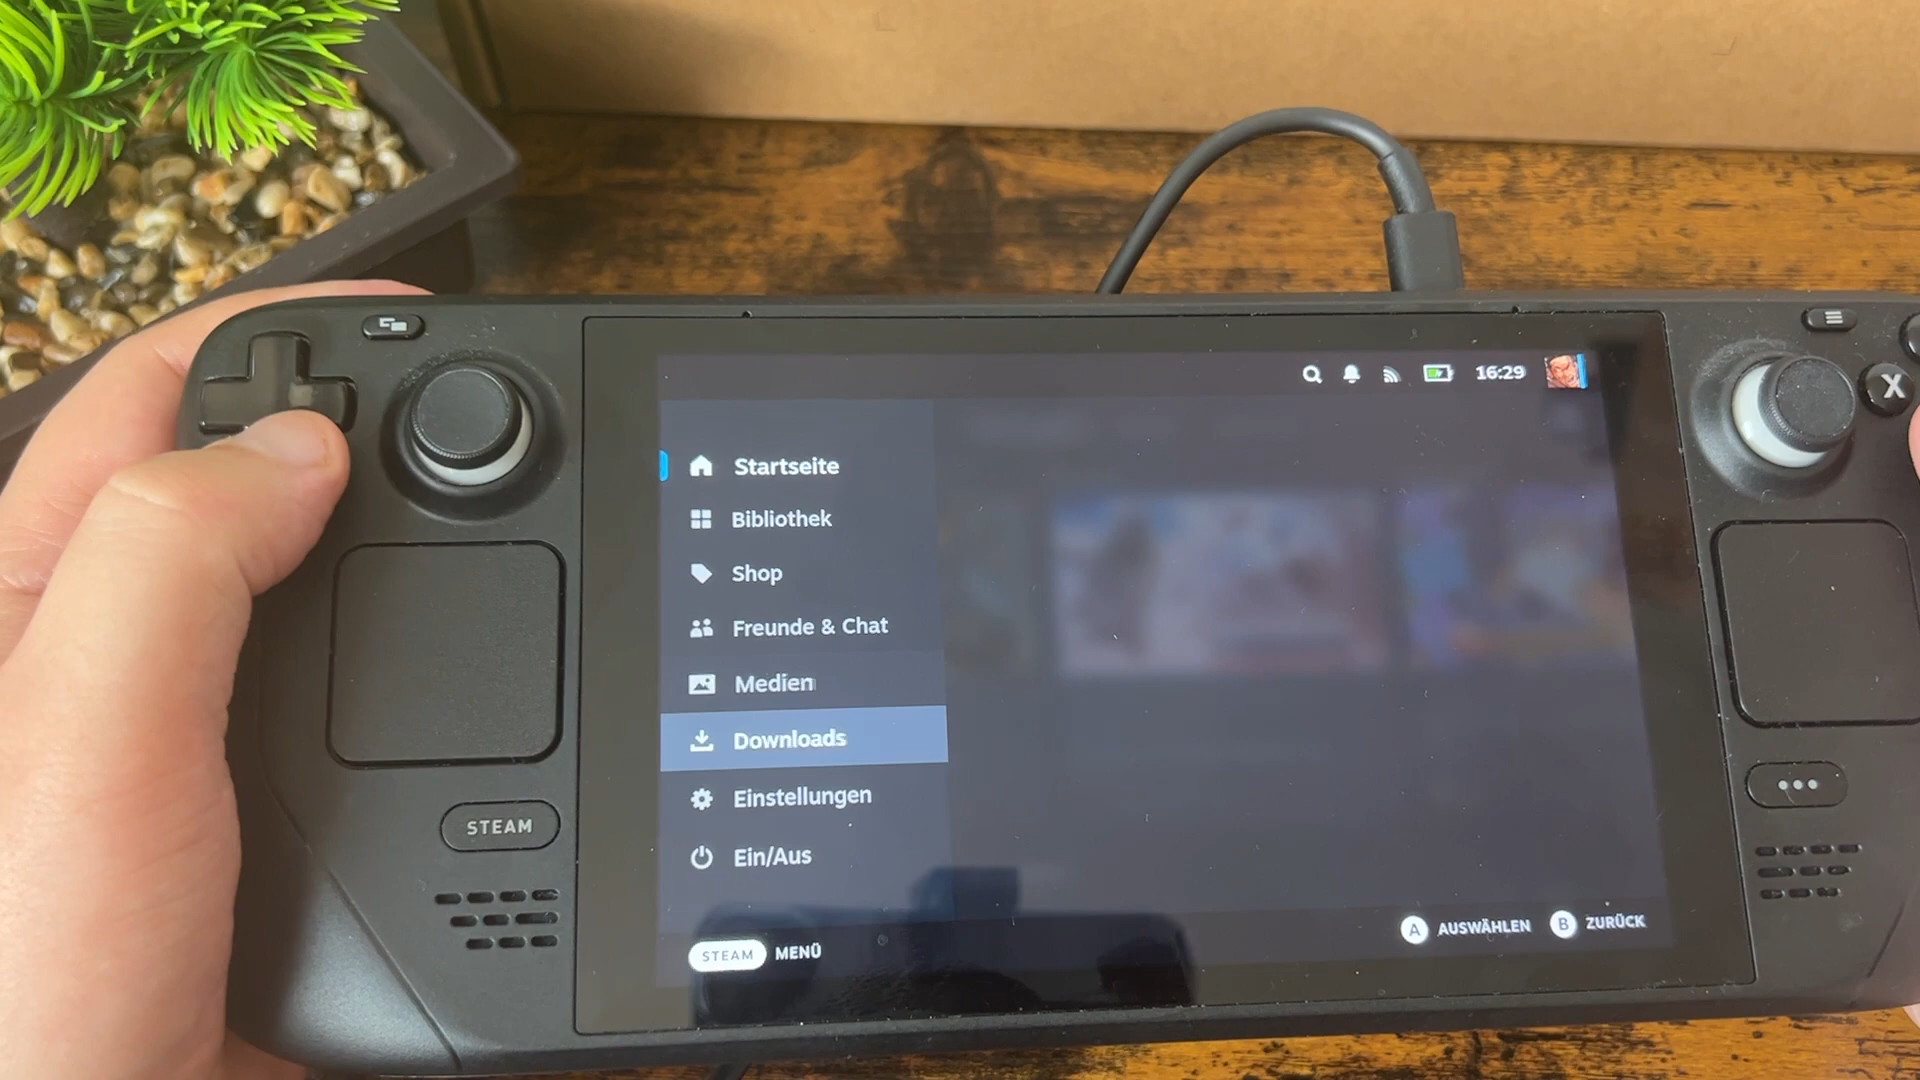 16:29
Startseite
Bibliothek
Shop
Freunde & Chat
Medien
Downloads
Einstellungen
Ein/Aus
STEAM MENÜ
A AUSWÄHLEN B ZURÜCK
STEAM
X